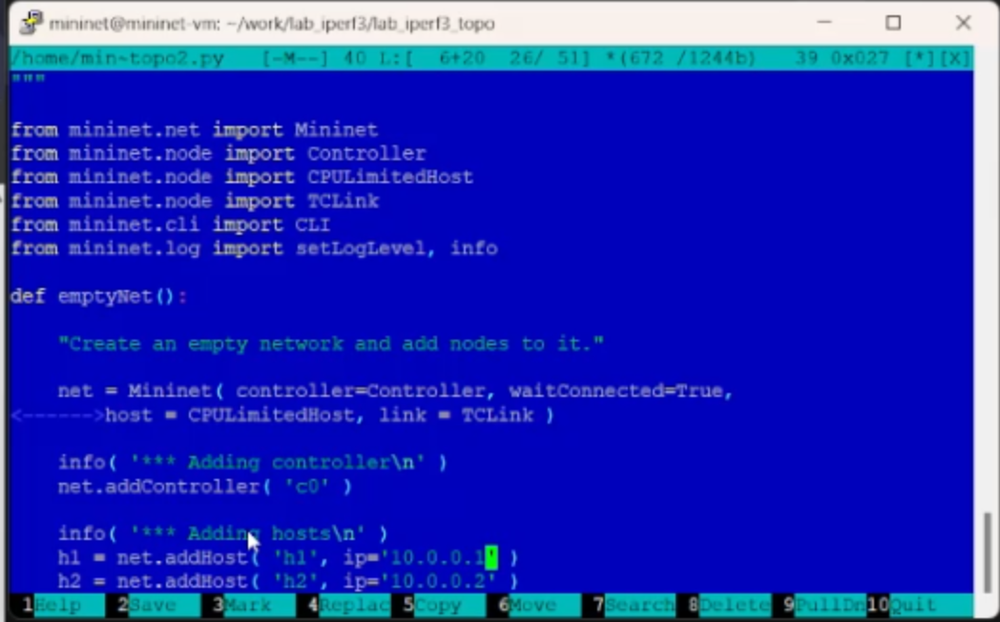 mininet@mininet-vm: ~/work/lab_iperf3/lab_iperf3_topo
/home/min~topo2.py [-M--] 40 L:[ 6+20 26/ 51] *(672 /1244b) 39 0x027 [*][X]
"""
from mininet.net import Mininet
from mininet.node import Controller
from mininet.node import CPULimitedHost
from mininet.node import TCLink
from mininet.cli import CLI
from mininet.log import setLogLevel, info
def emptyNet():
"Create an empty network and add nodes to it."
net = Mininet( controller=Controller, waitConnected=True,
<------>host = CPULimitedHost, link = TCLink )
info( '*** Adding controller\n' )
net.addController( 'c0' )
info( '*** Adding hosts\n' )
h1 = net.addHost( 'h1', ip='10.0.0.1' )
h2 = net.addHost( 'h2', ip='10.0.0.2' )
1Help 2Save 3Mark 4Replac 5Copy 6Move 7Search 8Delete 9PullDn 10Quit